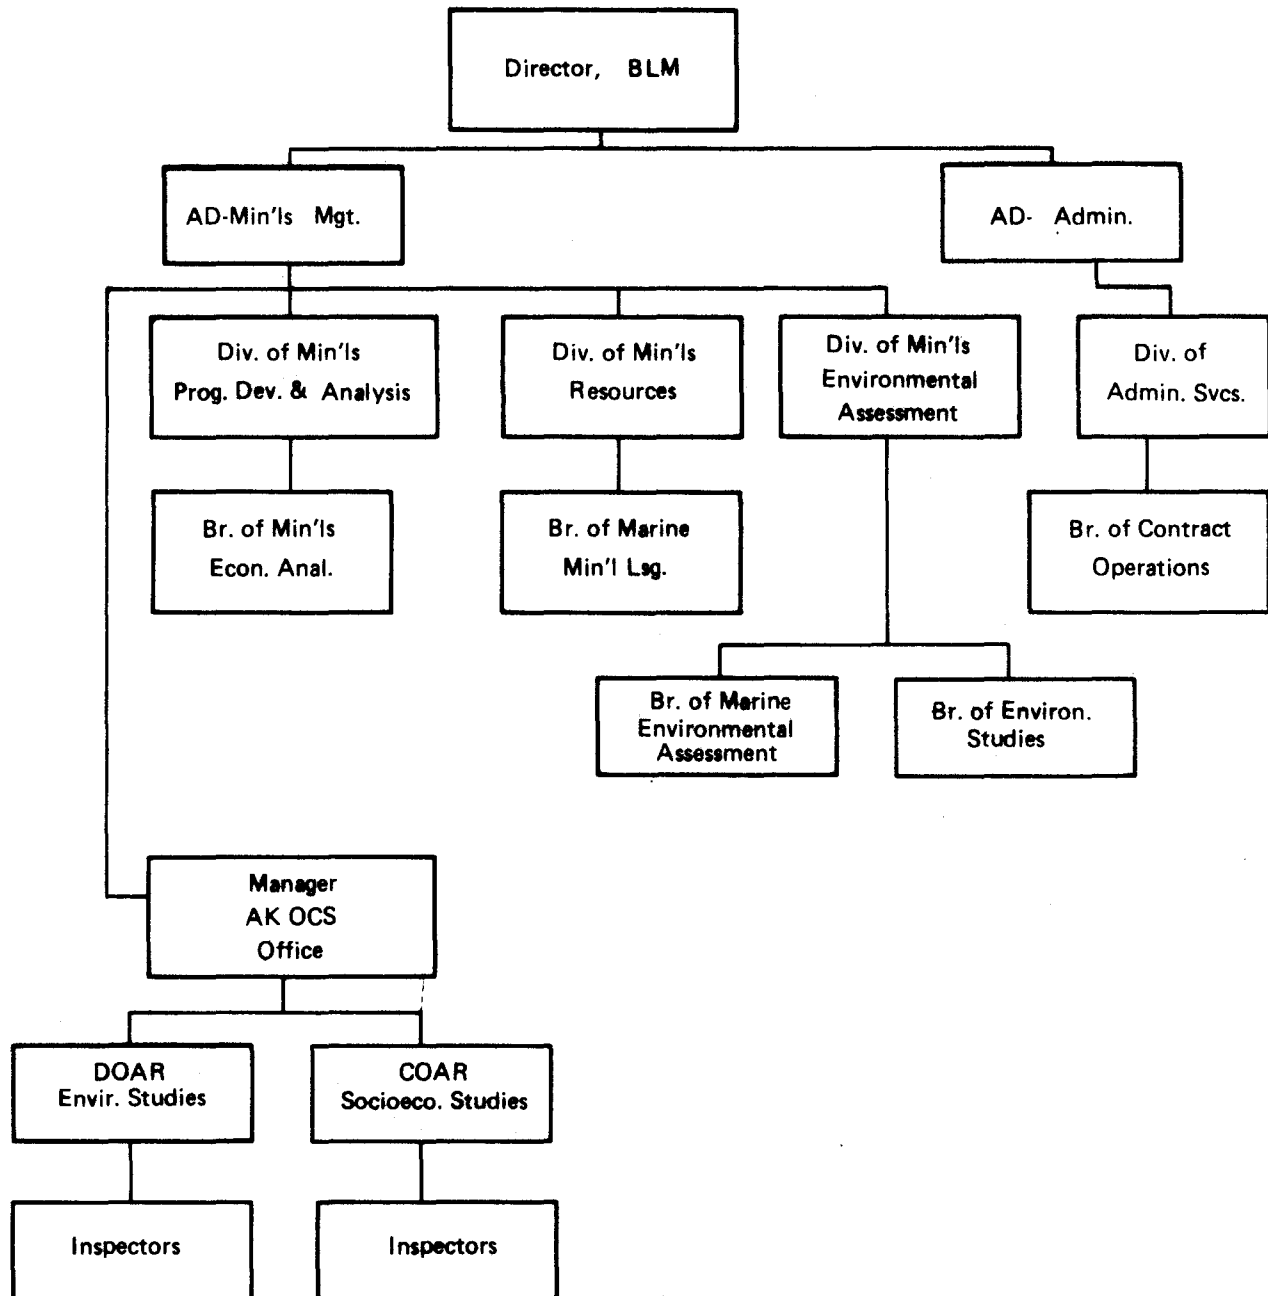 Director, BLM
AD-Min'ls Mgt.
AD- Admin.
Div. of Min'ls
Prog. Dev. & Analysis
Div. of Min'ls
Resources
Div. of Min'ls
Environmental
Assessment
Div. of
Admin. Svcs.
Br. of Min'ls
Econ. Anal.
Br. of Marine
Min'l Lsg.
Br. of Contract
Operations
Br. of Marine
Environmental
Assessment
Br. of Environ.
Studies
Manager
AK OCS
Office
DOAR
Envir. Studies
COAR
Socioeco. Studies
Inspectors
Inspectors